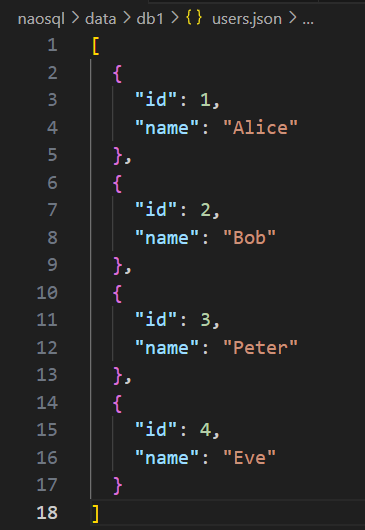 naosql > data > db1 > {} users.json > ...
1 [
2   {
3     "id": 1,
4     "name": "Alice"
5   },
6   {
7     "id": 2,
8     "name": "Bob"
9   },
10   {
11     "id": 3,
12     "name": "Peter"
13   },
14   {
15     "id": 4,
16     "name": "Eve"
17   }
18 ]